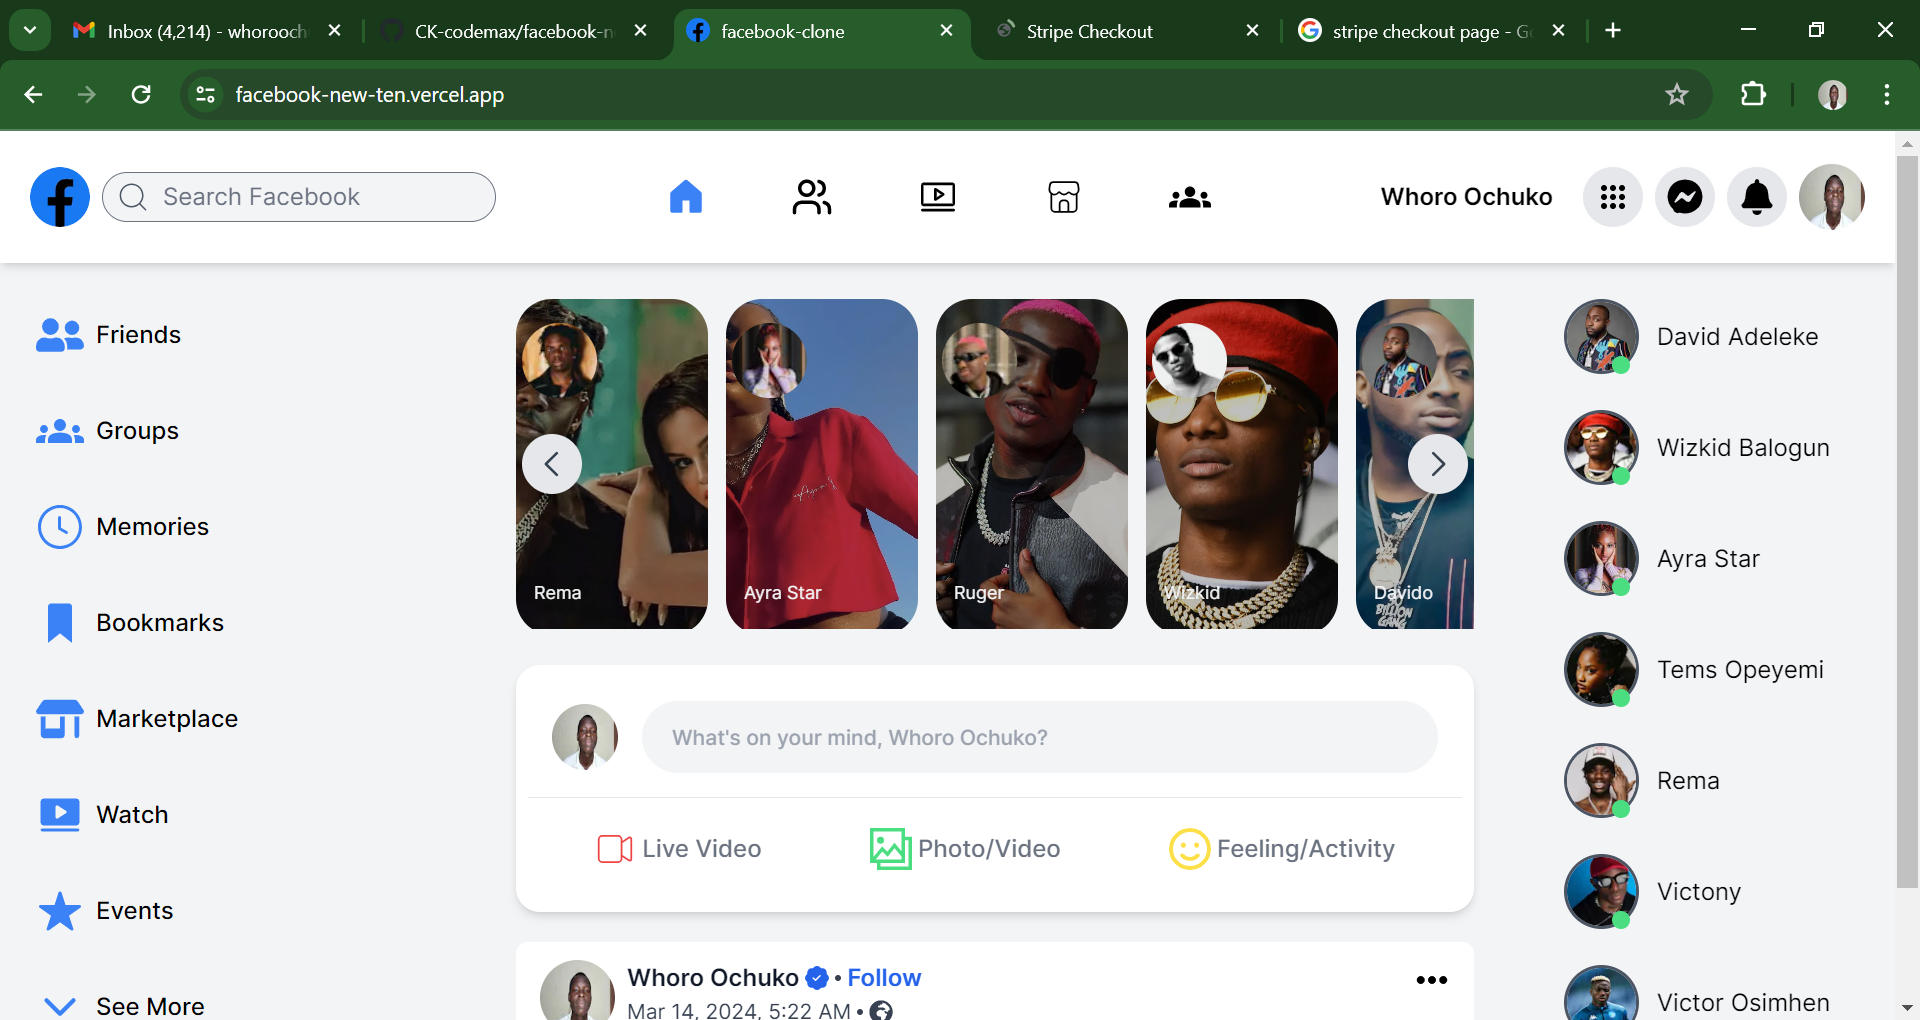 Inbox (4,214) - whorooch
CK-codemax/facebook-n
facebook-clone
Stripe Checkout
stripe checkout page - G
facebook-new-ten.vercel.app
Search Facebook
Whoro Ochuko
Friends
Groups
Memories
Bookmarks
Marketplace
Watch
Events
See More
Rema
Ayra Star
Ruger
Wizkid
Davido
BILLION
GANG
What's on your mind, Whoro Ochuko?
Live Video
Photo/Video
Feeling/Activity
Whoro Ochuko • Follow
Mar 14, 2024, 5:22 AM •
David Adeleke
Wizkid Balogun
Ayra Star
Tems Opeyemi
Rema
Victony
Victor Osimhen